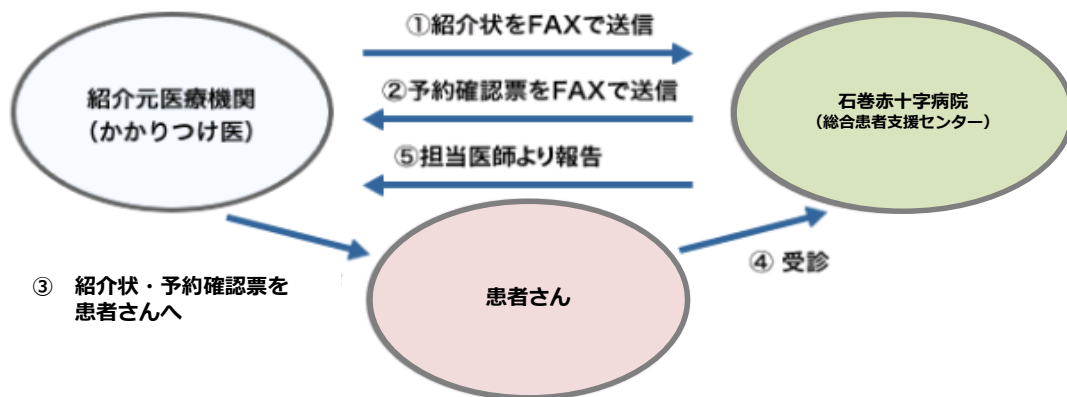 ①紹介状をFAXで送信
②予約確認票をFAXで送信
⑤担当医師より報告
紹介元医療機関
（かかりつけ医）
石巻赤十字病院
（総合患者支援センター）
③ 紹介状・予約確認票を
患者さんへ
患者さん
④ 受診